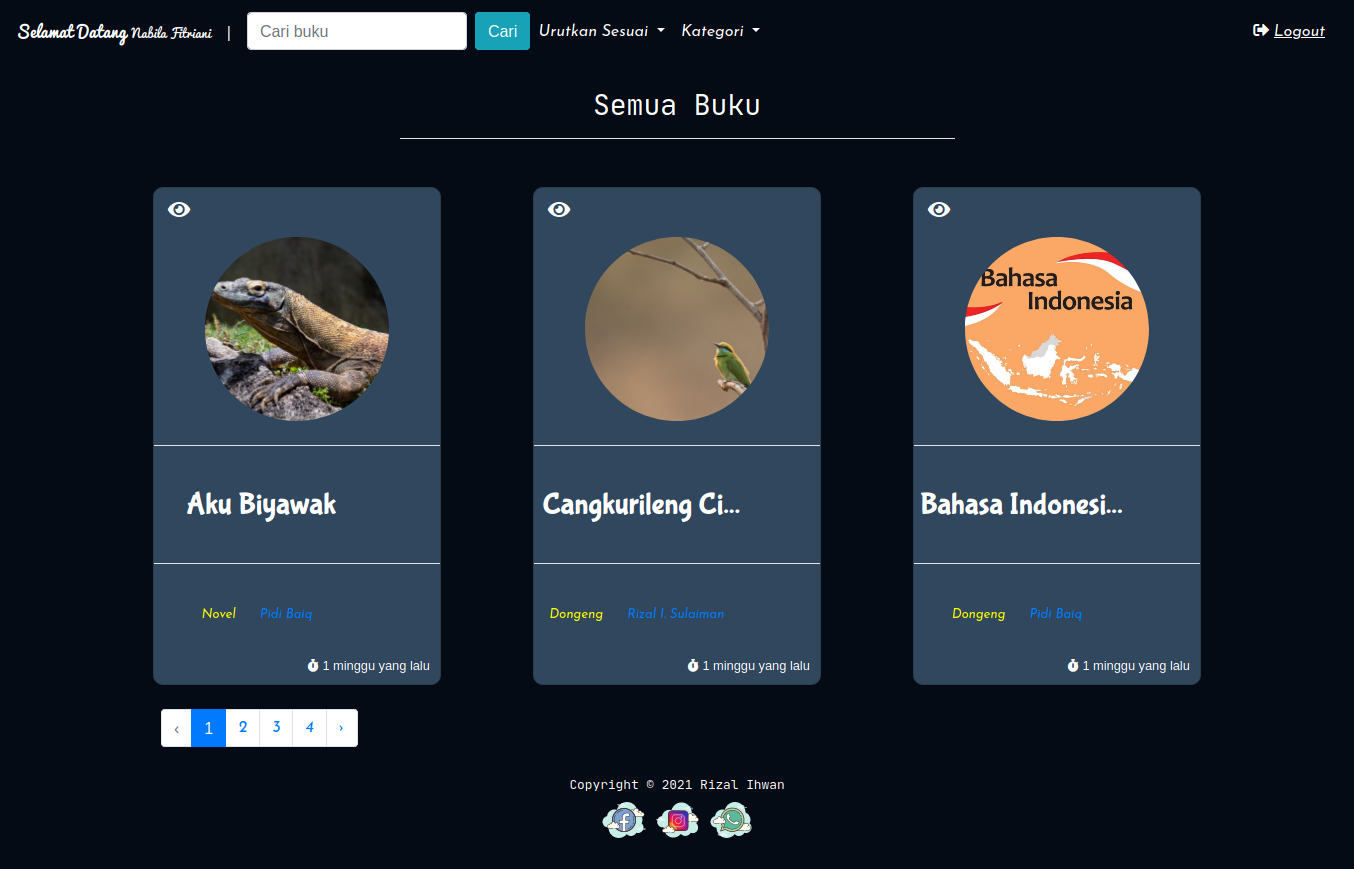 Selamat Datang Nabila Fitriani | Cari buku Cari Urutkan Sesuai Kategori Logout
Semua Buku
Bahasa
Indonesia
Aku Biyawak Cangkurileng Ci... Bahasa Indonesi...
Novel Pidi Baiq Dongeng Rizal I. Sulaiman Dongeng Pidi Baiq
1 minggu yang lalu 1 minggu yang lalu 1 minggu yang lalu
‹ 1 2 3 4 ›
Copyright © 2021 Rizal Ihwan